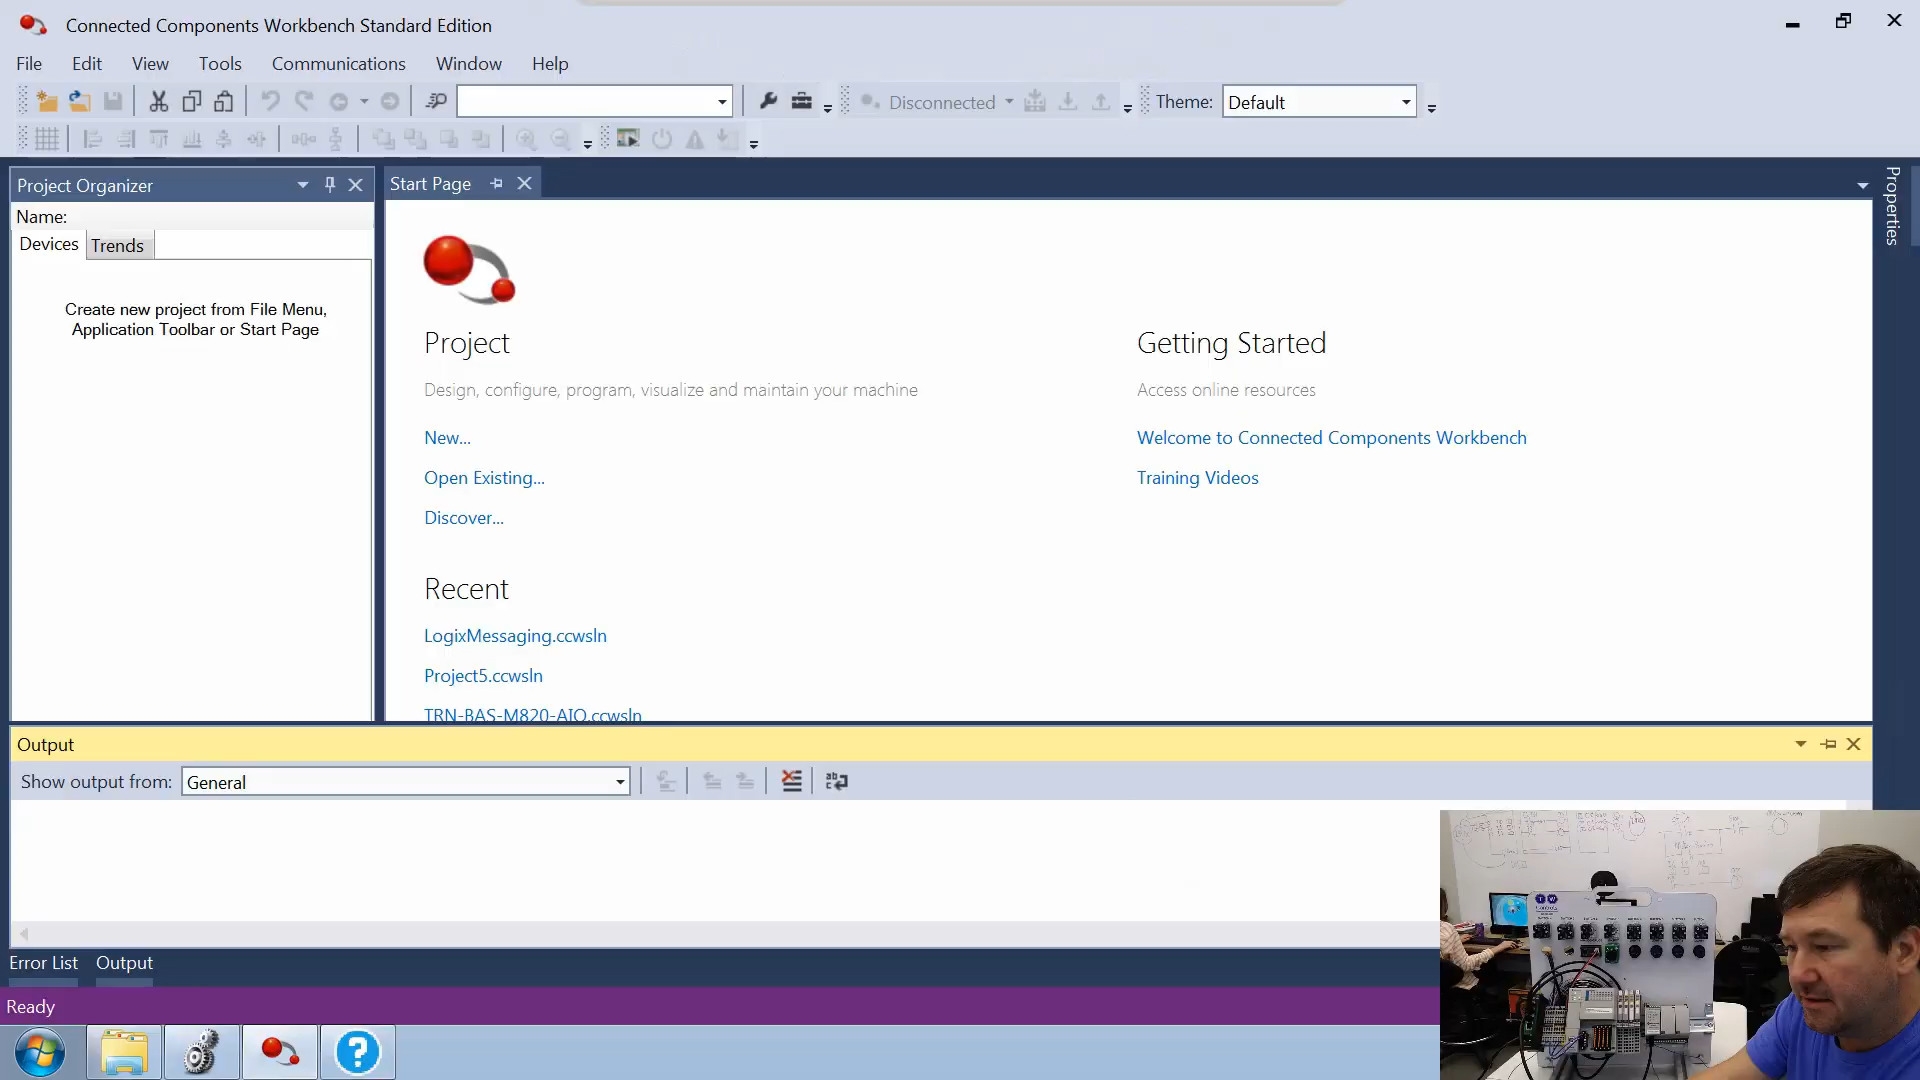 Connected Components Workbench Standard Edition
File Edit View Tools Communications Window Help
Disconnected Theme: Default
Project Organizer
Name:
Devices Trends
Create new project from File Menu,
Application Toolbar or Start Page
Start Page
Properties
Project
Design, configure, program, visualize and maintain your machine
New...
Open Existing...
Discover...
Recent
LogixMessaging.ccwsln
Project5.ccwsln
TRN-BAS-M820-AIO.ccwsln
Getting Started
Access online resources
Welcome to Connected Components Workbench
Training Videos
Output
Show output from: General
Error List Output
Ready